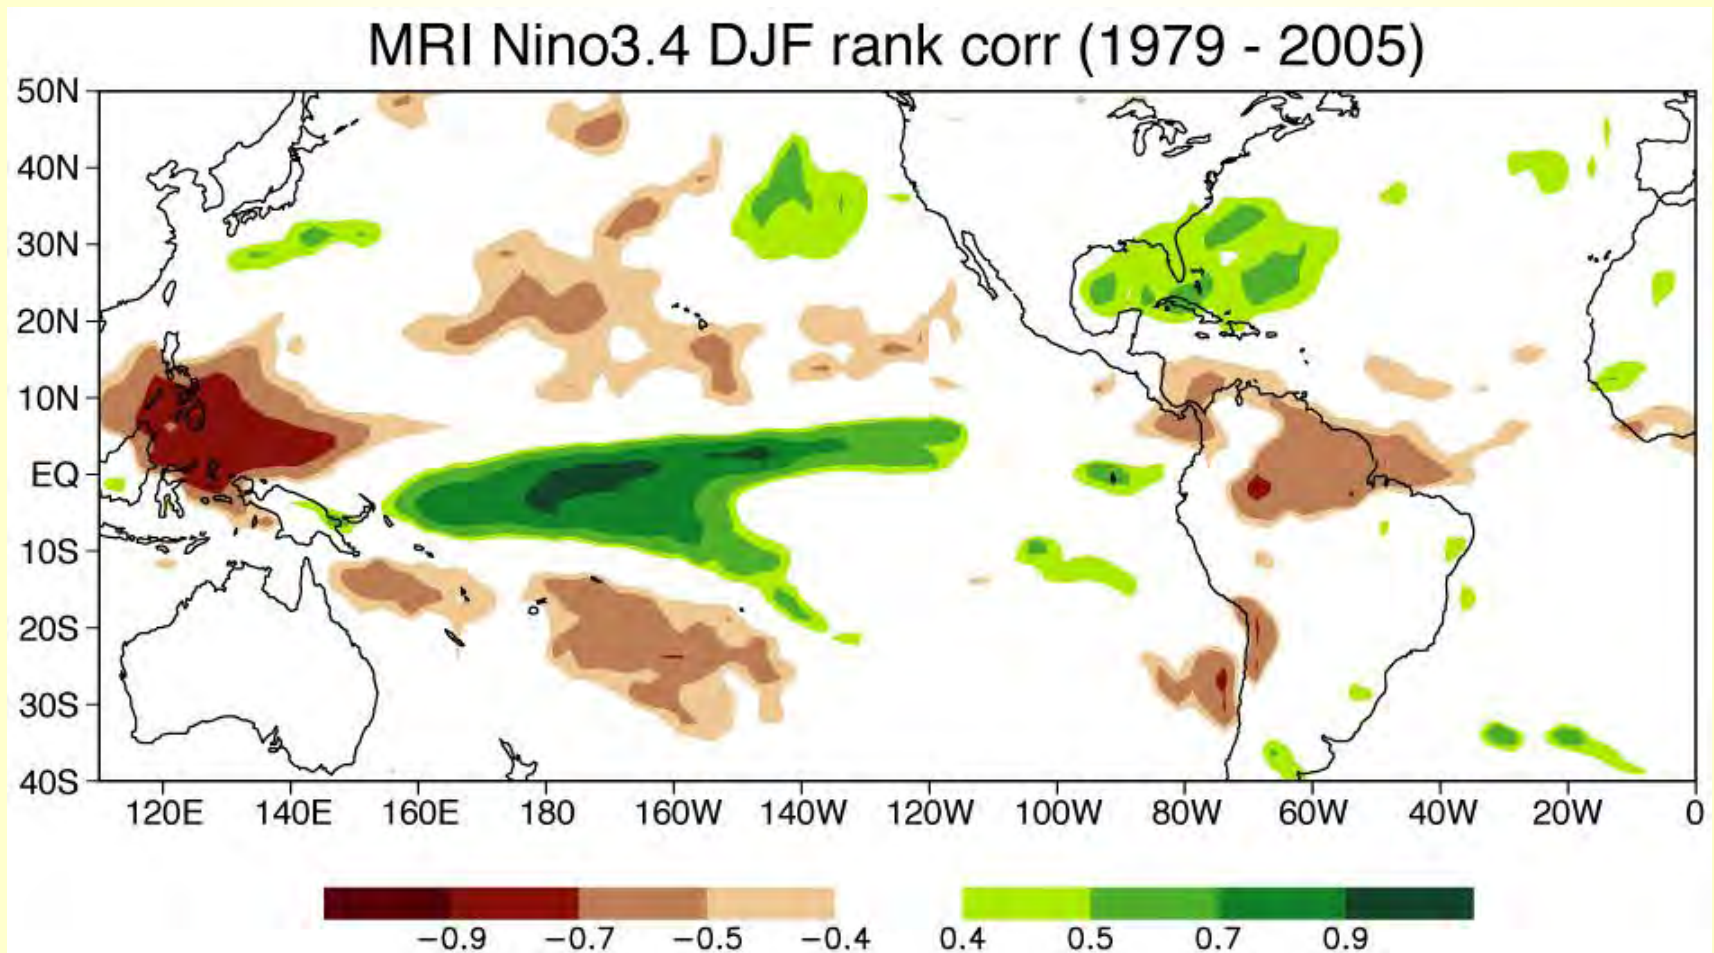 MRI Nino3.4 DJF rank corr (1979 - 2005)
50N
40N
30N
20N
10N
EQ
10S
20S
30S
40S
120E 140E 160E 180 160W 140W 120W 100W 80W 60W 40W 20W 0
−0.9 −0.7 −0.5 −0.4 0.4 0.5 0.7 0.9